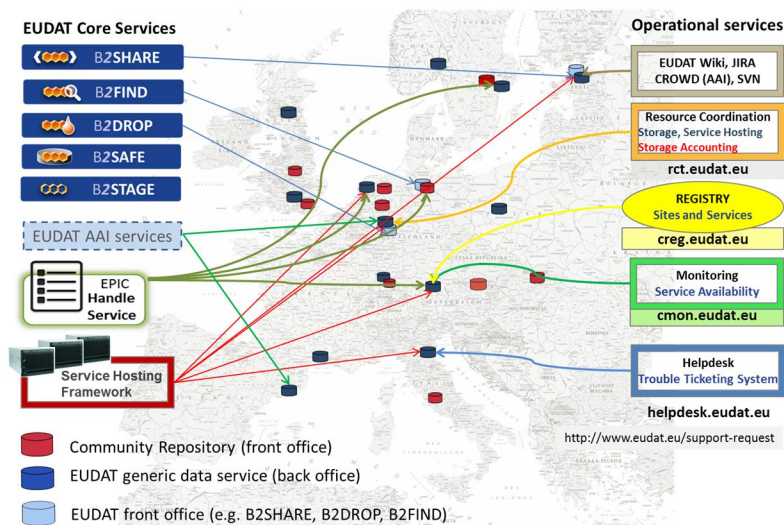 EUDAT Core Services
B2SHARE
B2FIND
B2DROP
B2SAFE
B2STAGE
EUDAT AAI services
EPIC
Handle
Service
Service Hosting
Framework
Operational services
EUDAT Wiki, JIRA
CROWD (AAI), SVN
Resource Coordination
Storage, Service Hosting
Storage Accounting
rct.eudat.eu
REGISTRY
Sites and Services
creg.eudat.eu
Monitoring
Service Availability
cmon.eudat.eu
Helpdesk
Trouble Ticketing System
helpdesk.eudat.eu
http://www.eudat.eu/support-request
Community Repository (front office)
EUDAT generic data service (back office)
EUDAT front office (e.g. B2SHARE, B2DROP, B2FIND)